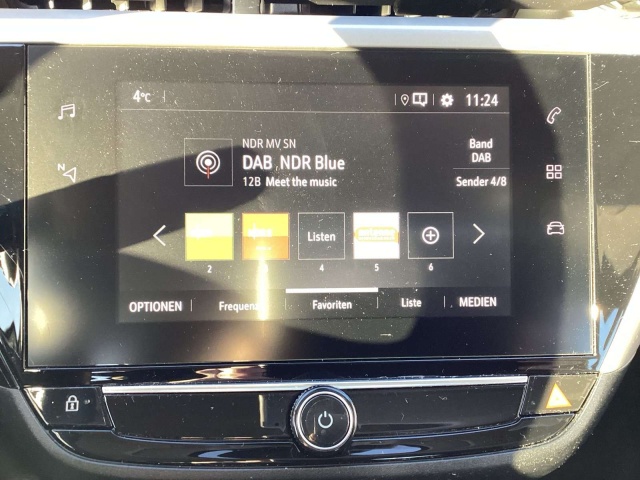 4°C 11:24
NDR MV SN
DAB NDR Blue
12B Meet the music
Band
DAB
Sender 4/8
N
Listen
2 4 5 6
OPTIONEN Frequenz Favoriten Liste MEDIEN